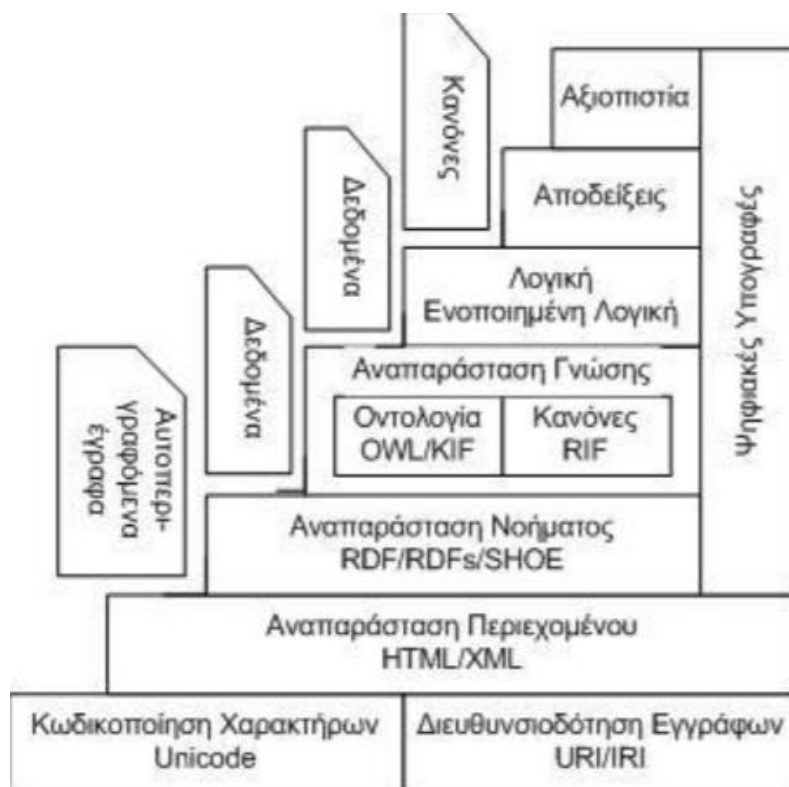 Κανόνες
Αξιοπιστία
Δεδομένα
Αποδείξεις
Ψηφιακές Υπογραφές
Δεδομένα
Λογική
Ενοποιημένη Λογική
Αυτοπερι-
γραφόμενα
έγραφα
Αναπαράσταση Γνώσης
Οντολογία
OWL/KIF
Κανόνες
RIF
Αναπαράσταση Νοήματος
RDF/RDFs/SHOE
Αναπαράσταση Περιεχομένου
HTML/XML
Κωδικοποίηση Χαρακτήρων
Unicode
Διευθυνσιοδότηση Εγγράφων
URI/IRI